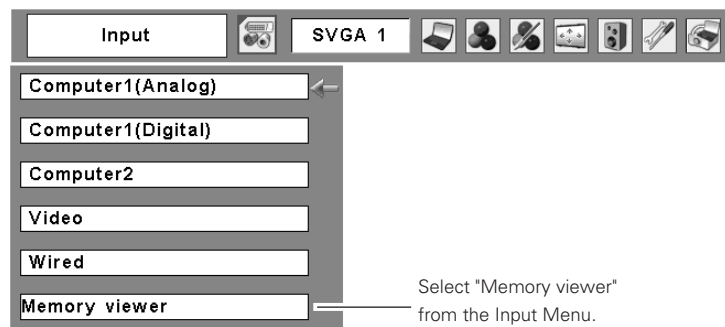 Input
SVGA 1
Computer1(Analog)
Computer1(Digital)
Computer2
Video
Wired
Memory viewer
Select "Memory viewer"
from the Input Menu.